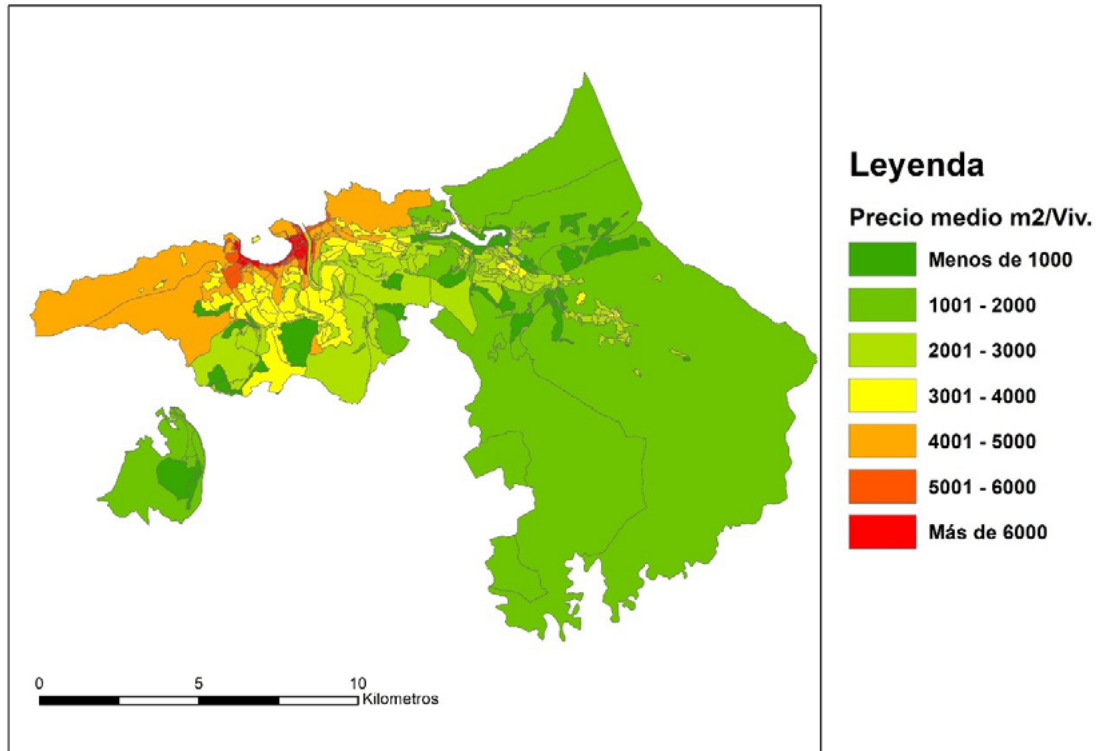 Leyenda
Precio medio m2/Viv.
Menos de 1000
1001 - 2000
2001 - 3000
3001 - 4000
4001 - 5000
5001 - 6000
Más de 6000
0 5 10
Kilometros